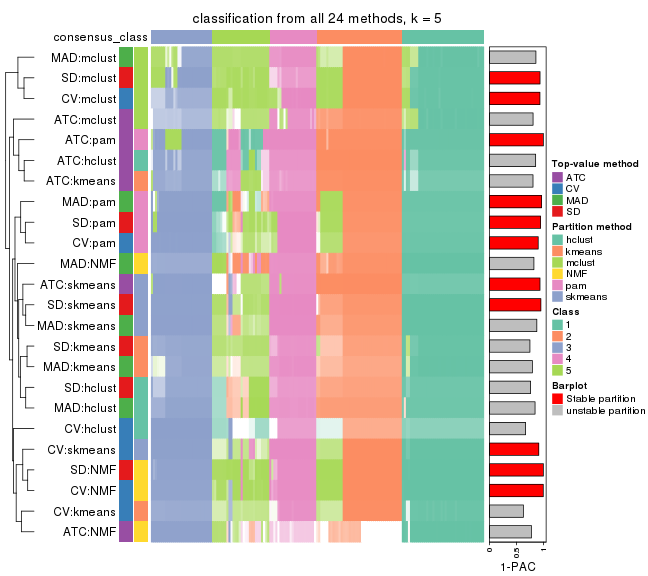 classification from all 24 methods, k = 5
consensus_class
MAD:mclust
SD:mclust
CV:mclust
ATC:mclust
ATC:pam
ATC:hclust
ATC:kmeans
MAD:pam
SD:pam
CV:pam
MAD:NMF
ATC:skmeans
SD:skmeans
MAD:skmeans
SD:kmeans
MAD:kmeans
SD:hclust
MAD:hclust
CV:hclust
CV:skmeans
SD:NMF
CV:NMF
CV:kmeans
ATC:NMF
0
0.5
1
1-PAC
Top-value method
ATC
CV
MAD
SD
Partition method
hclust
kmeans
mclust
NMF
pam
skmeans
Class
1
2
3
4
5
Barplot
Stable partition
unstable partition